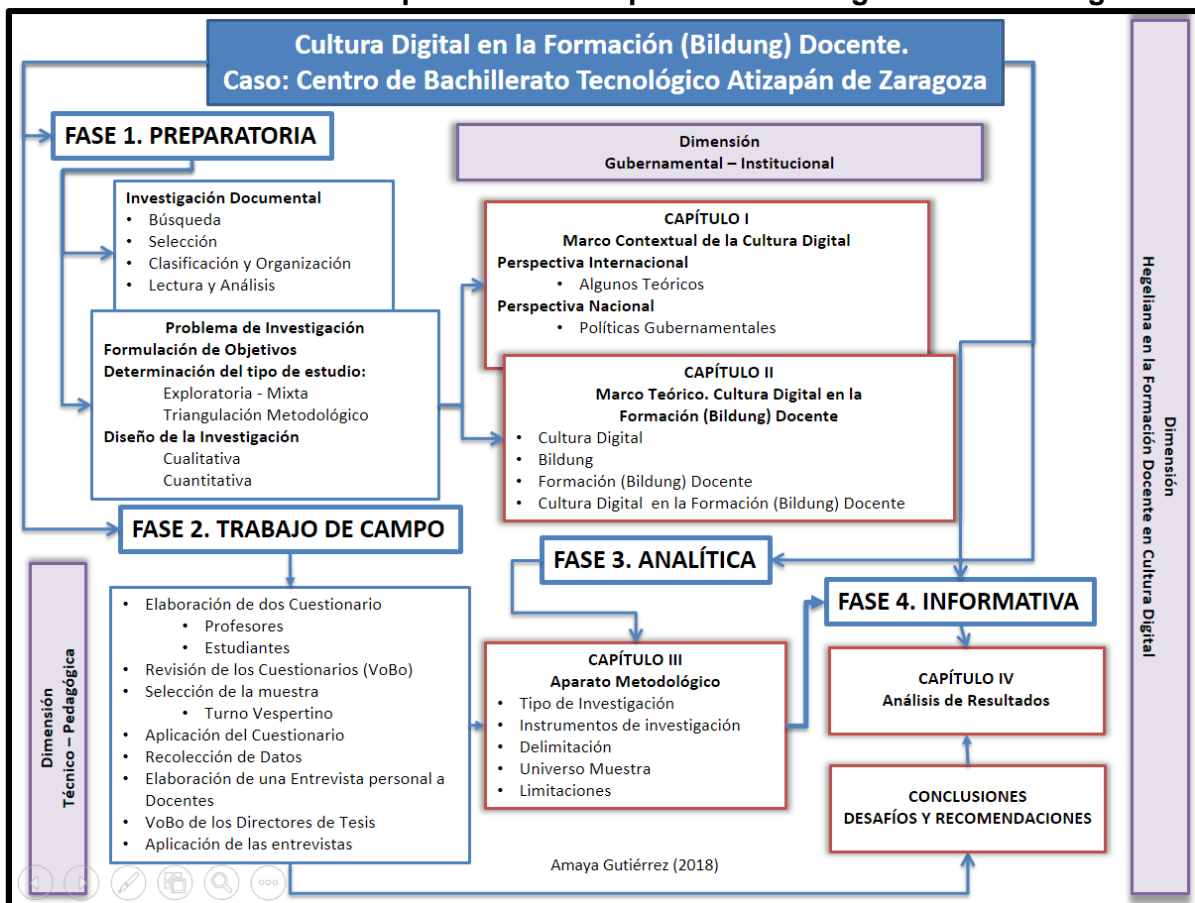 Cultura Digital en la Formación (Bildung) Docente.
Caso: Centro de Bachillerato Tecnológico Atizapán de Zaragoza
FASE 1. PREPARATORIA
Dimensión
Gubernamental – Institucional
Investigación Documental
• Búsqueda
• Selección
• Clasificación y Organización
• Lectura y Análisis
Problema de Investigación
Formulación de Objetivos
Determinación del tipo de estudio:
Exploratoria - Mixta
Triangulación Metodológico
Diseño de la Investigación
Cualitativa
Cuantitativa
CAPÍTULO I
Marco Contextual de la Cultura Digital
Perspectiva Internacional
• Algunos Teóricos
Perspectiva Nacional
• Políticas Gubernamentales
CAPÍTULO II
Marco Teórico. Cultura Digital en la
Formación (Bildung) Docente
• Cultura Digital
• Bildung
• Formación (Bildung) Docente
• Cultura Digital en la Formación (Bildung) Docente
Dimensión
Hegeliana en la Formación Docente en Cultura Digital
FASE 2. TRABAJO DE CAMPO
Dimensión
Técnico – Pedagógica
• Elaboración de dos Cuestionario
• Profesores
• Estudiantes
• Revisión de los Cuestionarios (VoBo)
• Selección de la muestra
• Turno Vespertino
• Aplicación del Cuestionario
• Recolección de Datos
• Elaboración de una Entrevista personal a
Docentes
• VoBo de los Directores de Tesis
• Aplicación de las entrevistas
FASE 3. ANALÍTICA
CAPÍTULO III
Aparato Metodológico
• Tipo de Investigación
• Instrumentos de investigación
• Delimitación
• Universo Muestra
• Limitaciones
FASE 4. INFORMATIVA
CAPÍTULO IV
Análisis de Resultados
CONCLUSIONES
DESAFÍOS Y RECOMENDACIONES
Amaya Gutiérrez (2018)